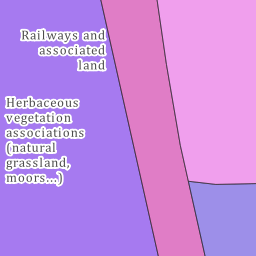 Railways and
associated
land
Herbaceous
vegetation
associations
(natural
grassland,
moors...)